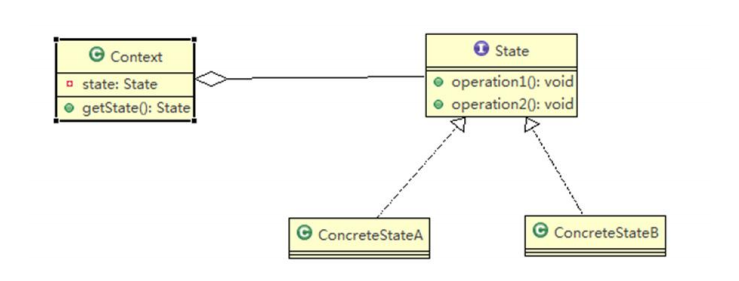 Context
state: State
getState(): State
State
operation1(): void
operation2(): void
ConcreteStateA
ConcreteStateB